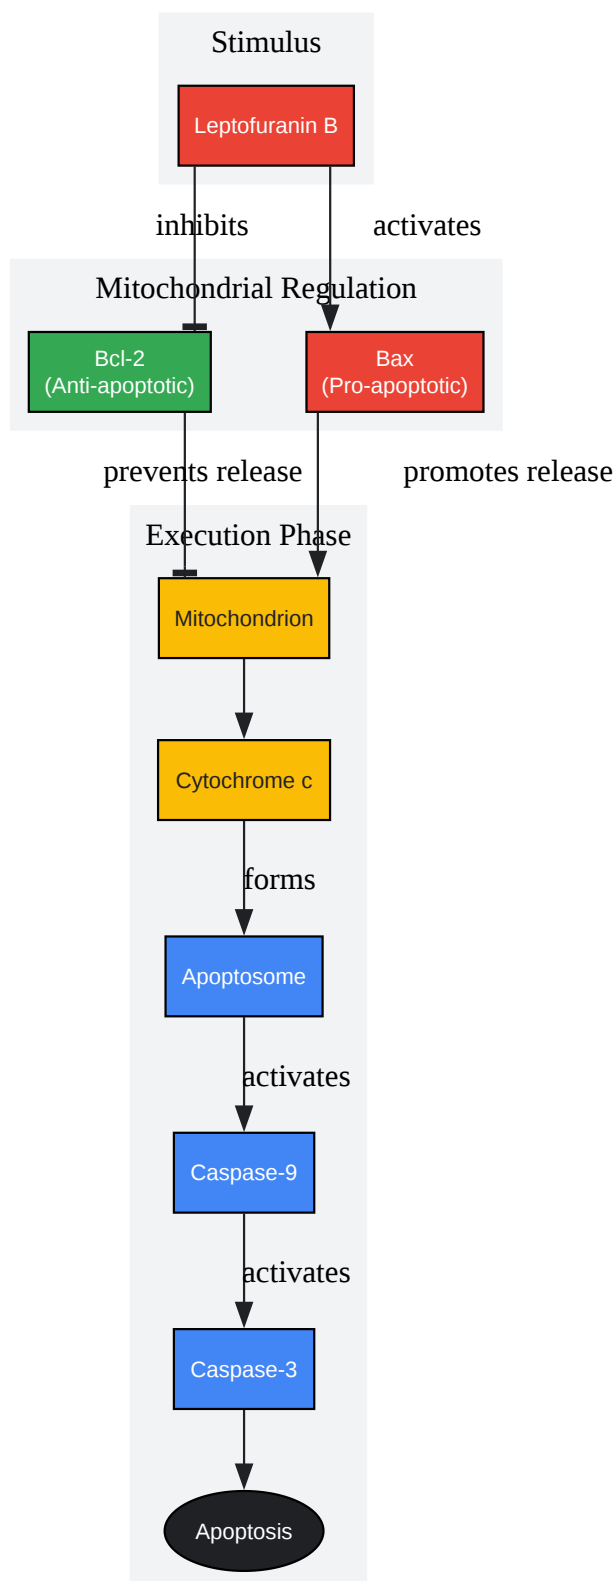 Stimulus
Leptofuranin B
inhibits
activates
Mitochondrial Regulation
Bcl-2
(Anti-apoptotic)
Bax
(Pro-apoptotic)
prevents release
promotes release
Execution Phase
Mitochondrion
Cytochrome c
forms
Apoptosome
activates
Caspase-9
activates
Caspase-3
Apoptosis